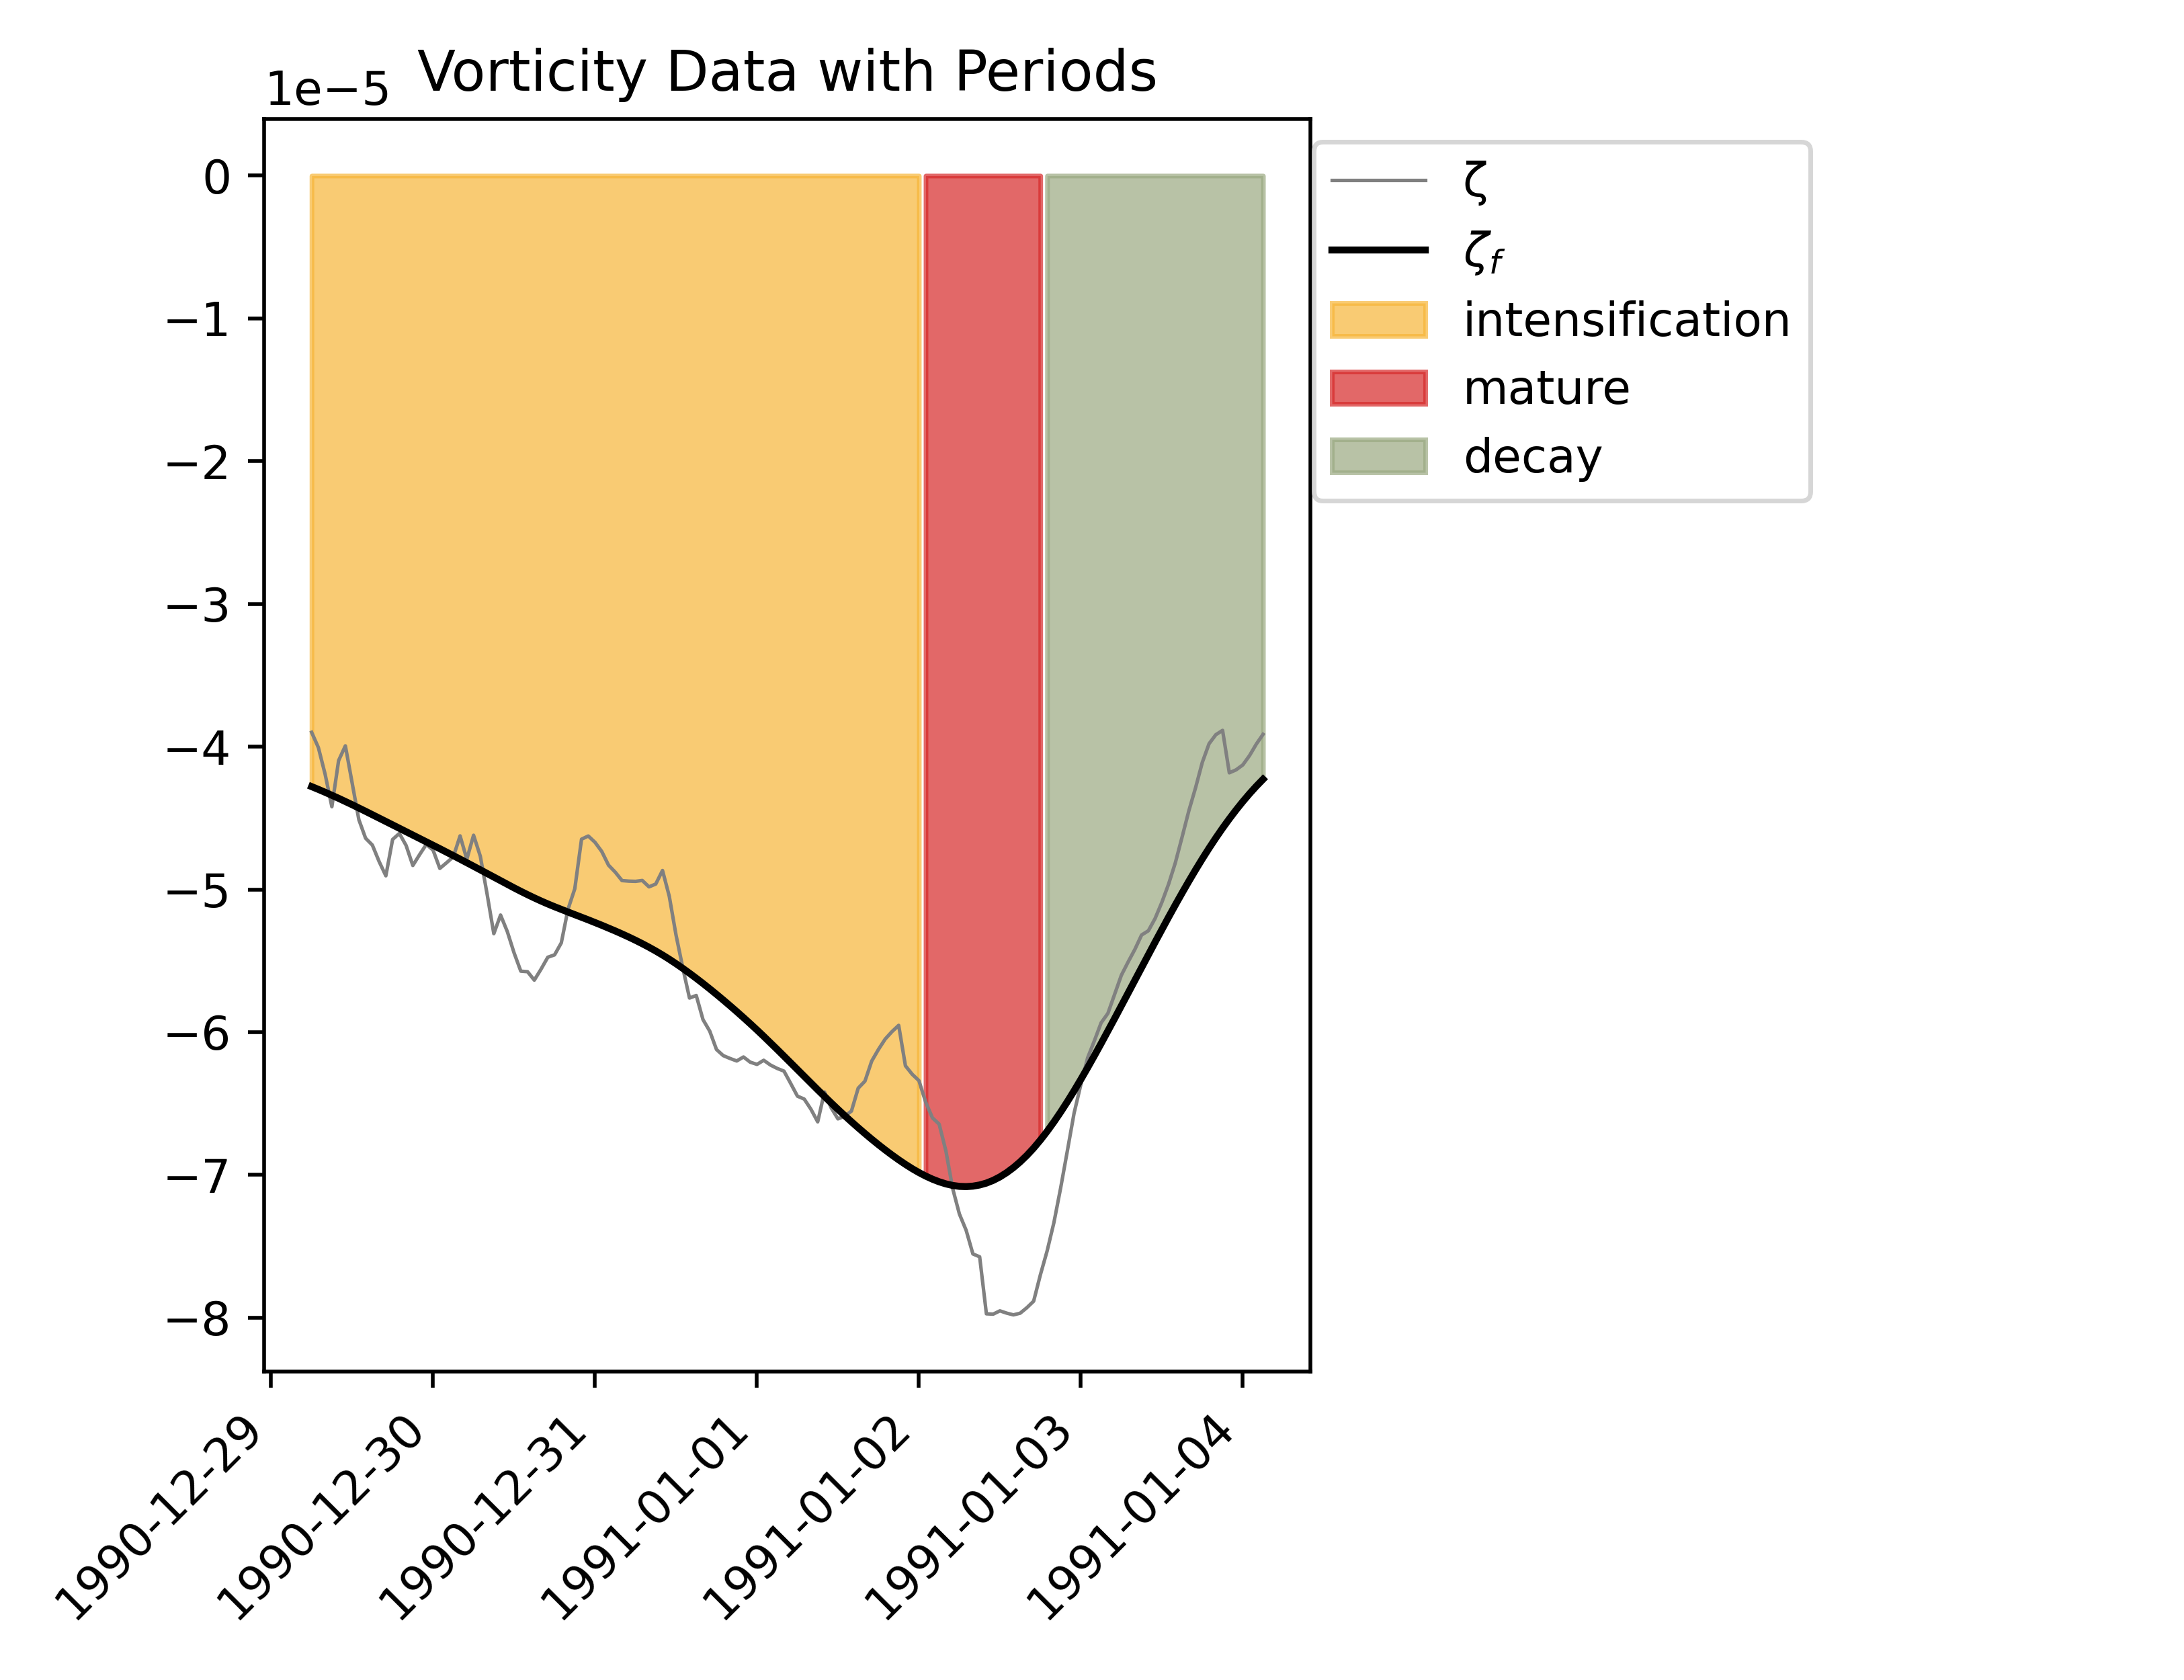 Vorticity Data with Periods
1e−5
0
−1
−2
−3
−4
−5
−6
−7
−8
1990-12-29
1990-12-30
1990-12-31
1991-01-01
1991-01-02
1991-01-03
1991-01-04
ζ
ζf
intensification
mature
decay